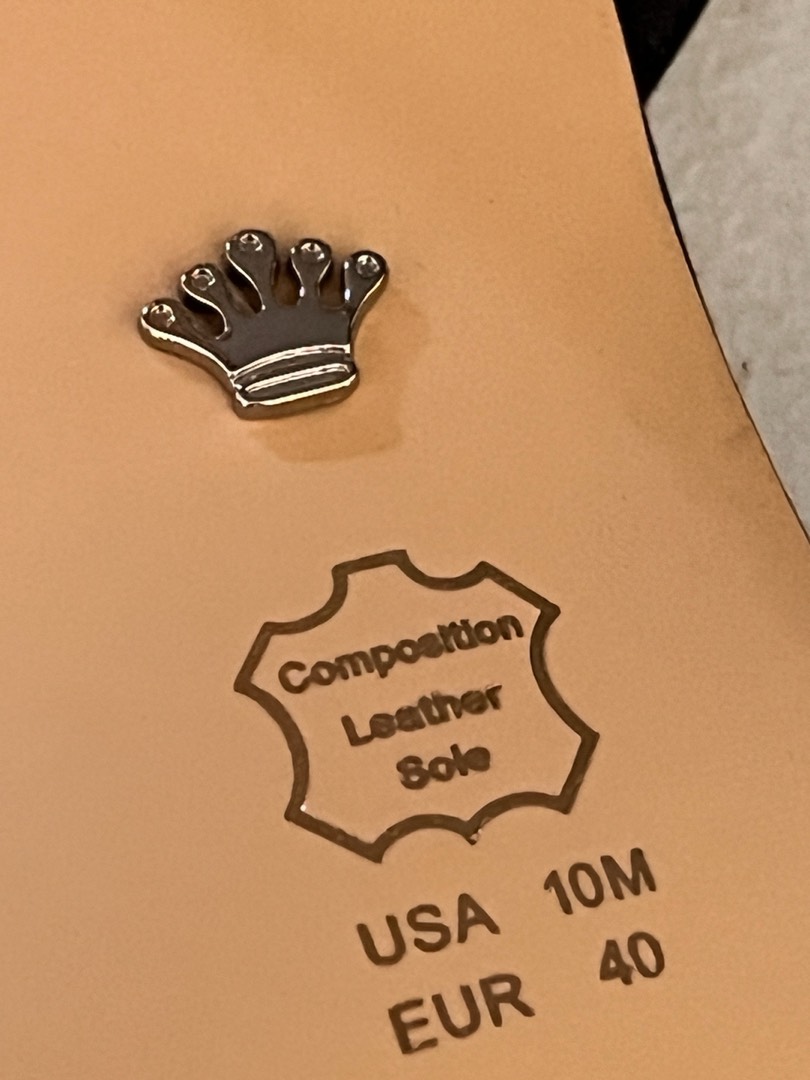 Composition
Leather
Sole
USA 10M
EUR 40